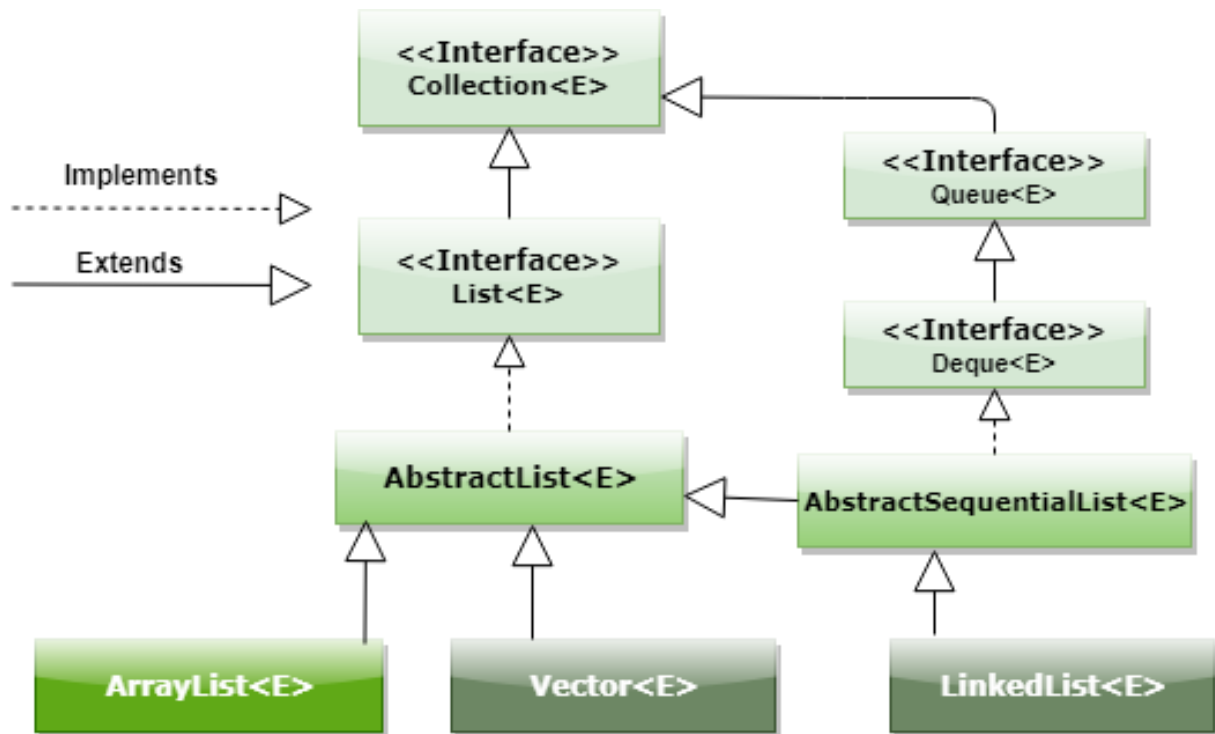 <<Interface>>
Collection<E>
<<Interface>>
Queue<E>
Implements
Extends
<<Interface>>
List<E>
<<Interface>>
Deque<E>
AbstractList<E>
AbstractSequentialList<E>
ArrayList<E>
Vector<E>
LinkedList<E>